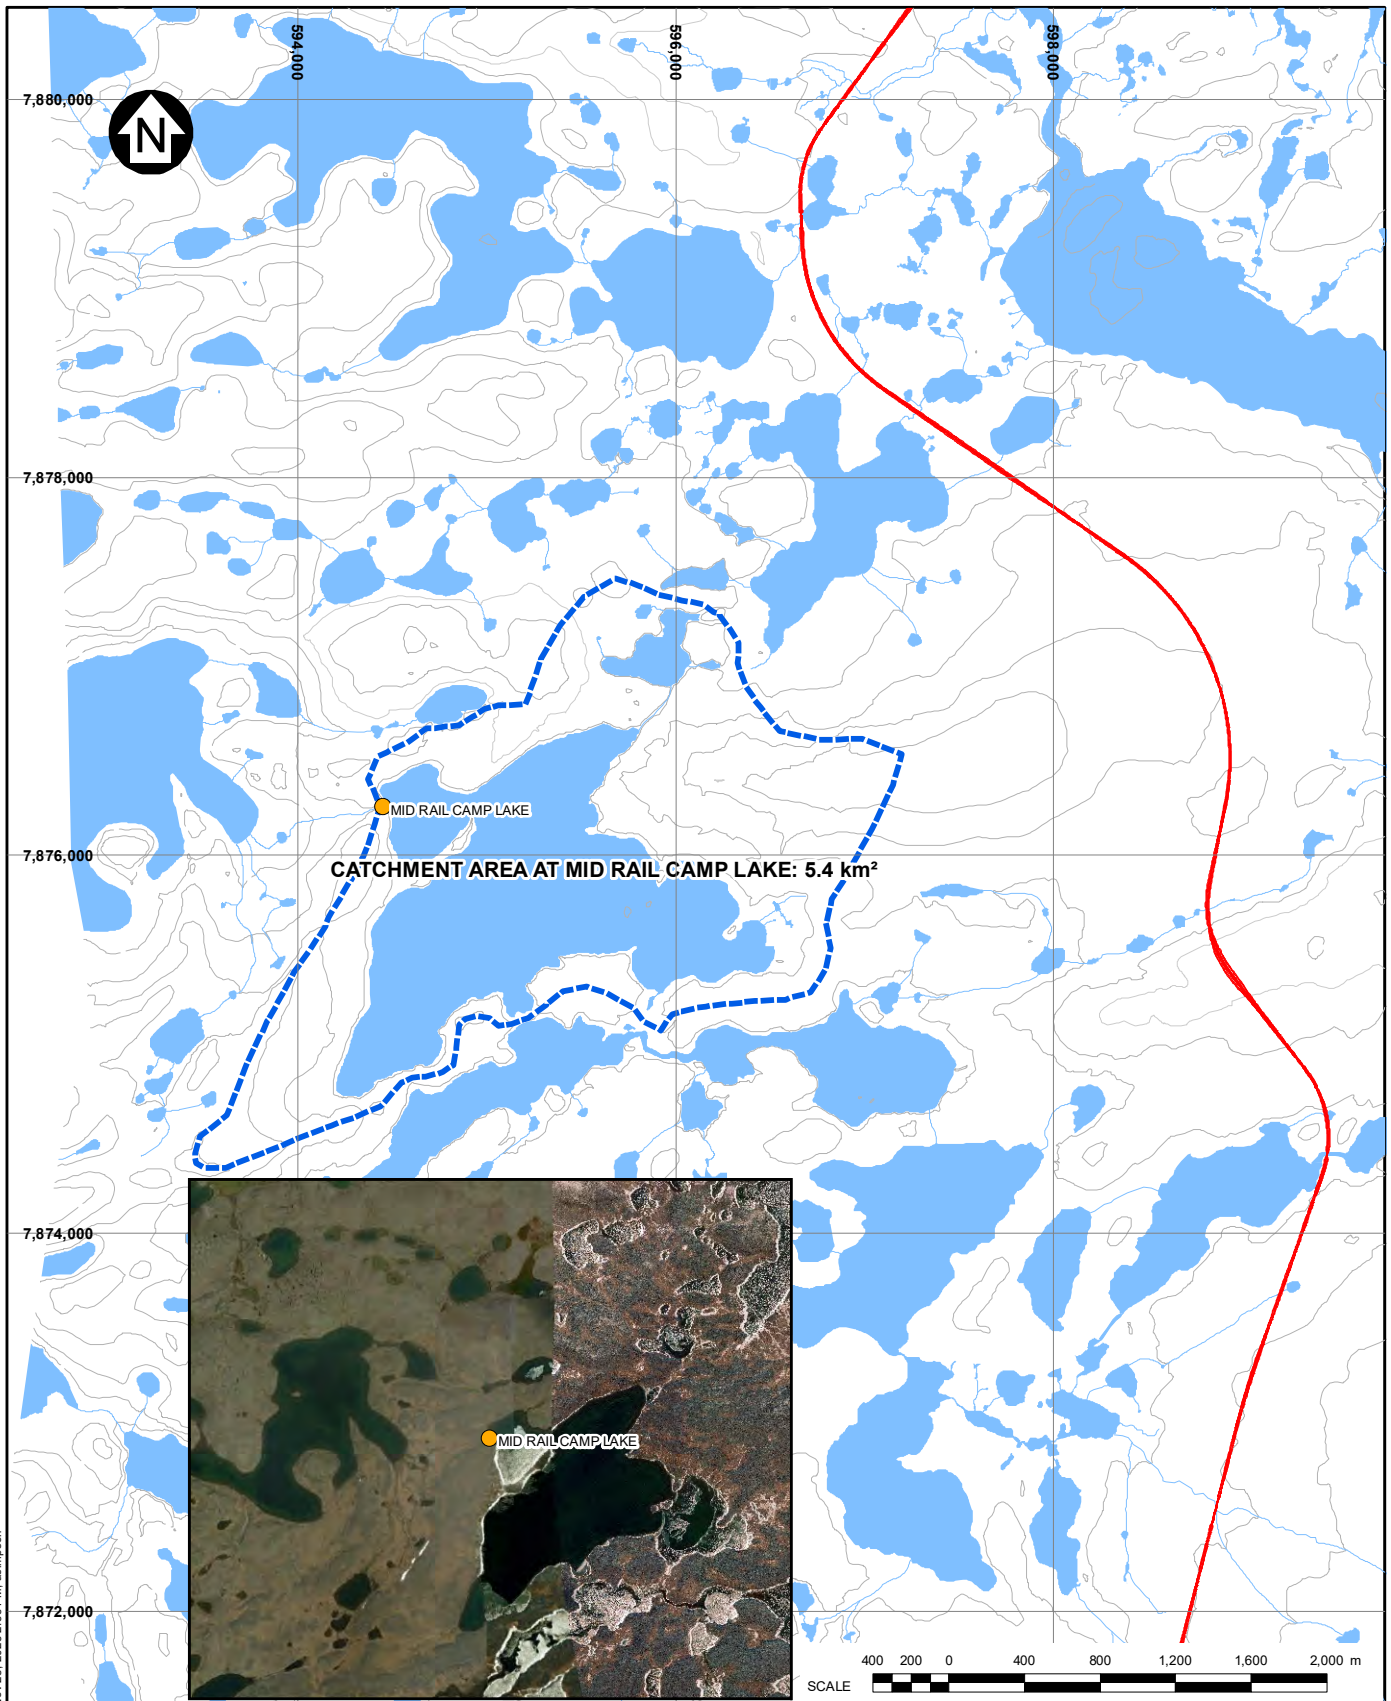 594,000
596,000
598,000
7,880,000
N
7,878,000
MID RAIL CAMP LAKE
7,876,000
CATCHMENT AREA AT MID RAIL CAMP LAKE: 5.4 km²
7,874,000
MID RAIL CAMP LAKE
7,872,000
SCALE
400 200 0 400 800 1,200 1,600 2,000 m